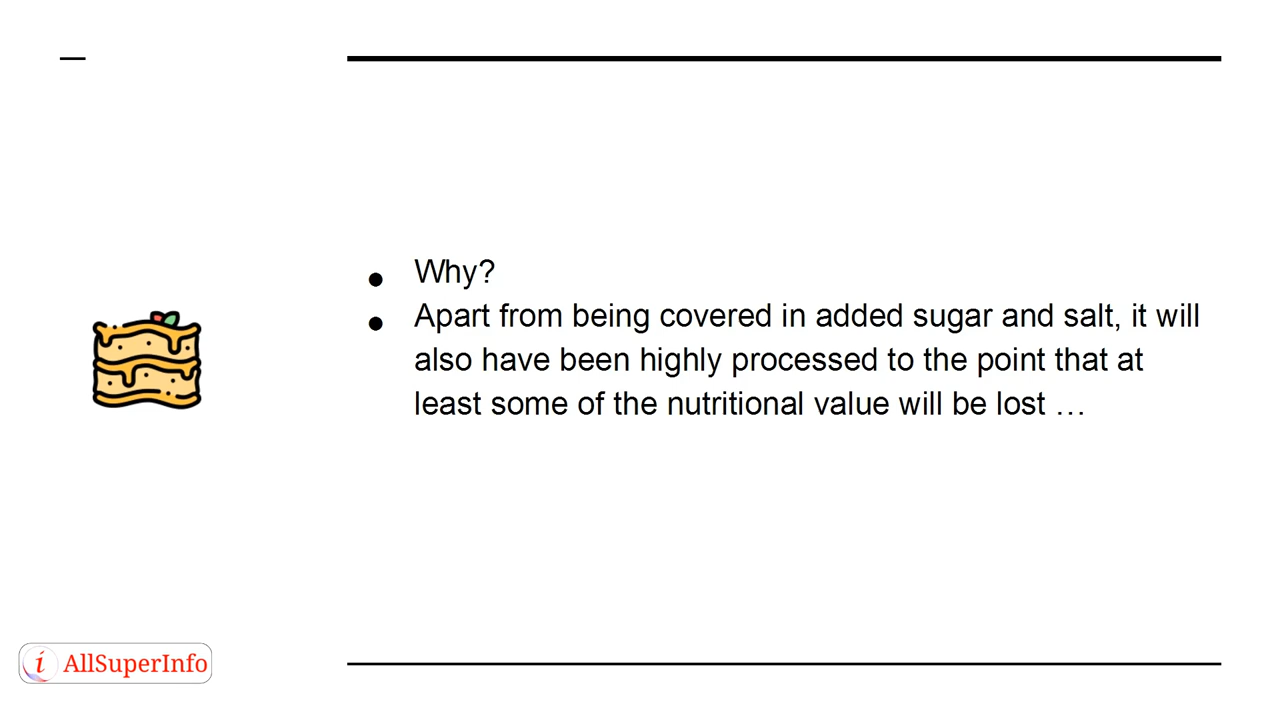 Why?
Apart from being covered in added sugar and salt, it will
also have been highly processed to the point that at
least some of the nutritional value will be lost …
i AllSuperInfo